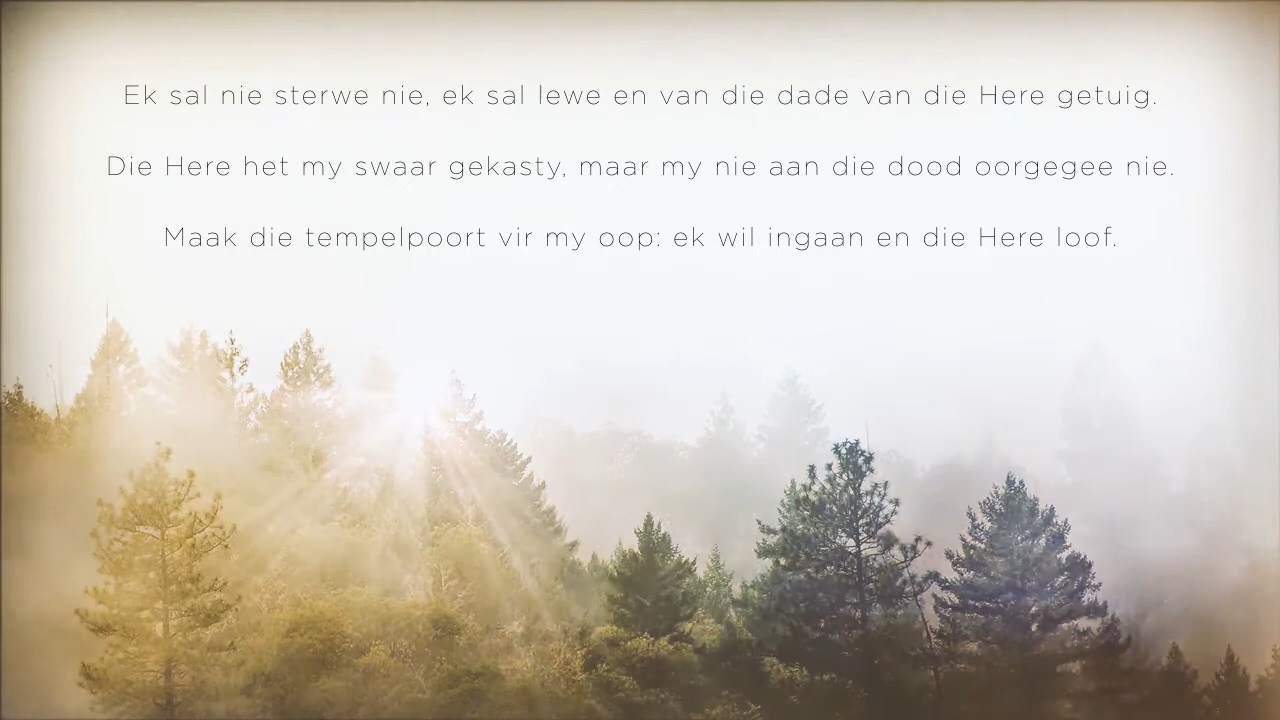 Ek sal nie sterwe nie, ek sal lewe en van die dade van die Here getuig.
Die Here het my swaar gekasty, maar my nie aan die dood oorgegee nie.
Maak die tempelpoort vir my oop: ek wil ingaan en die Here loof.